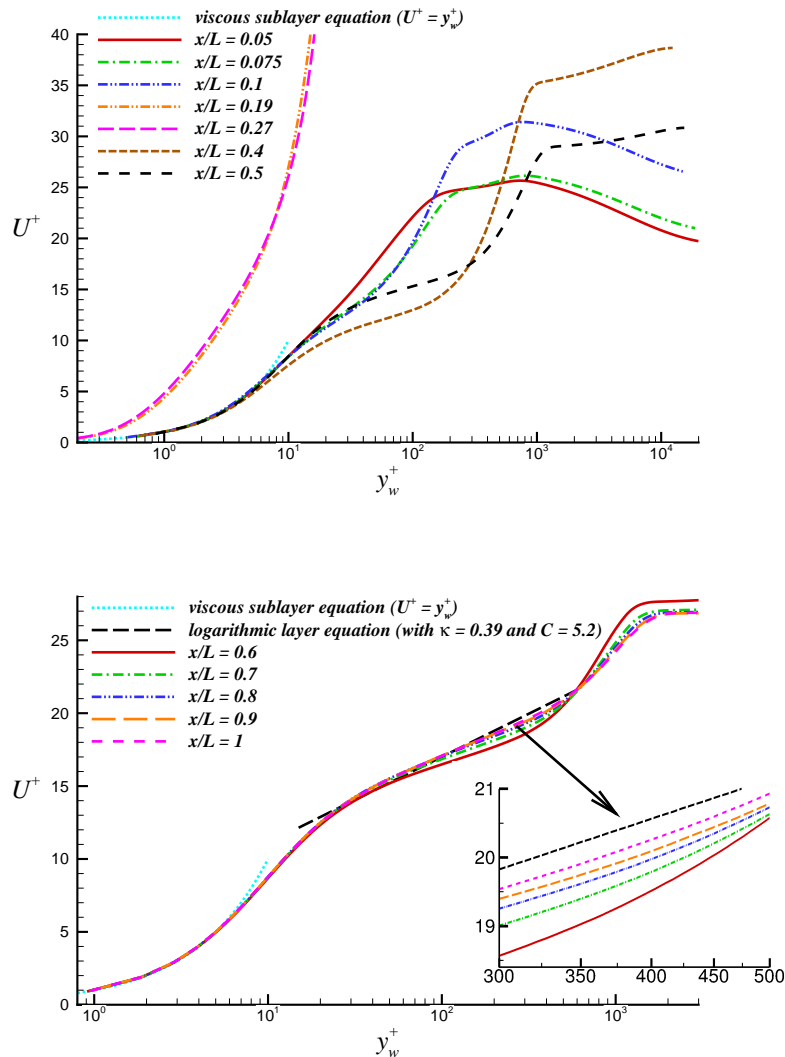 viscous sublayer equation (U⁺ = y⁺w)
x/L = 0.05
x/L = 0.075
x/L = 0.1
x/L = 0.19
x/L = 0.27
x/L = 0.4
x/L = 0.5
40
35
30
25
20
15
10
5
0
U⁺
10⁰ 10¹ 10² 10³ 10⁴
y⁺w
viscous sublayer equation (U⁺ = y⁺w)
logarithmic layer equation (with κ = 0.39 and C = 5.2)
x/L = 0.6
x/L = 0.7
x/L = 0.8
x/L = 0.9
x/L = 1
25
20
15
10
5
0
U⁺
21
20
19
300 350 400 450 500
10⁰ 10¹ 10² 10³
y⁺w